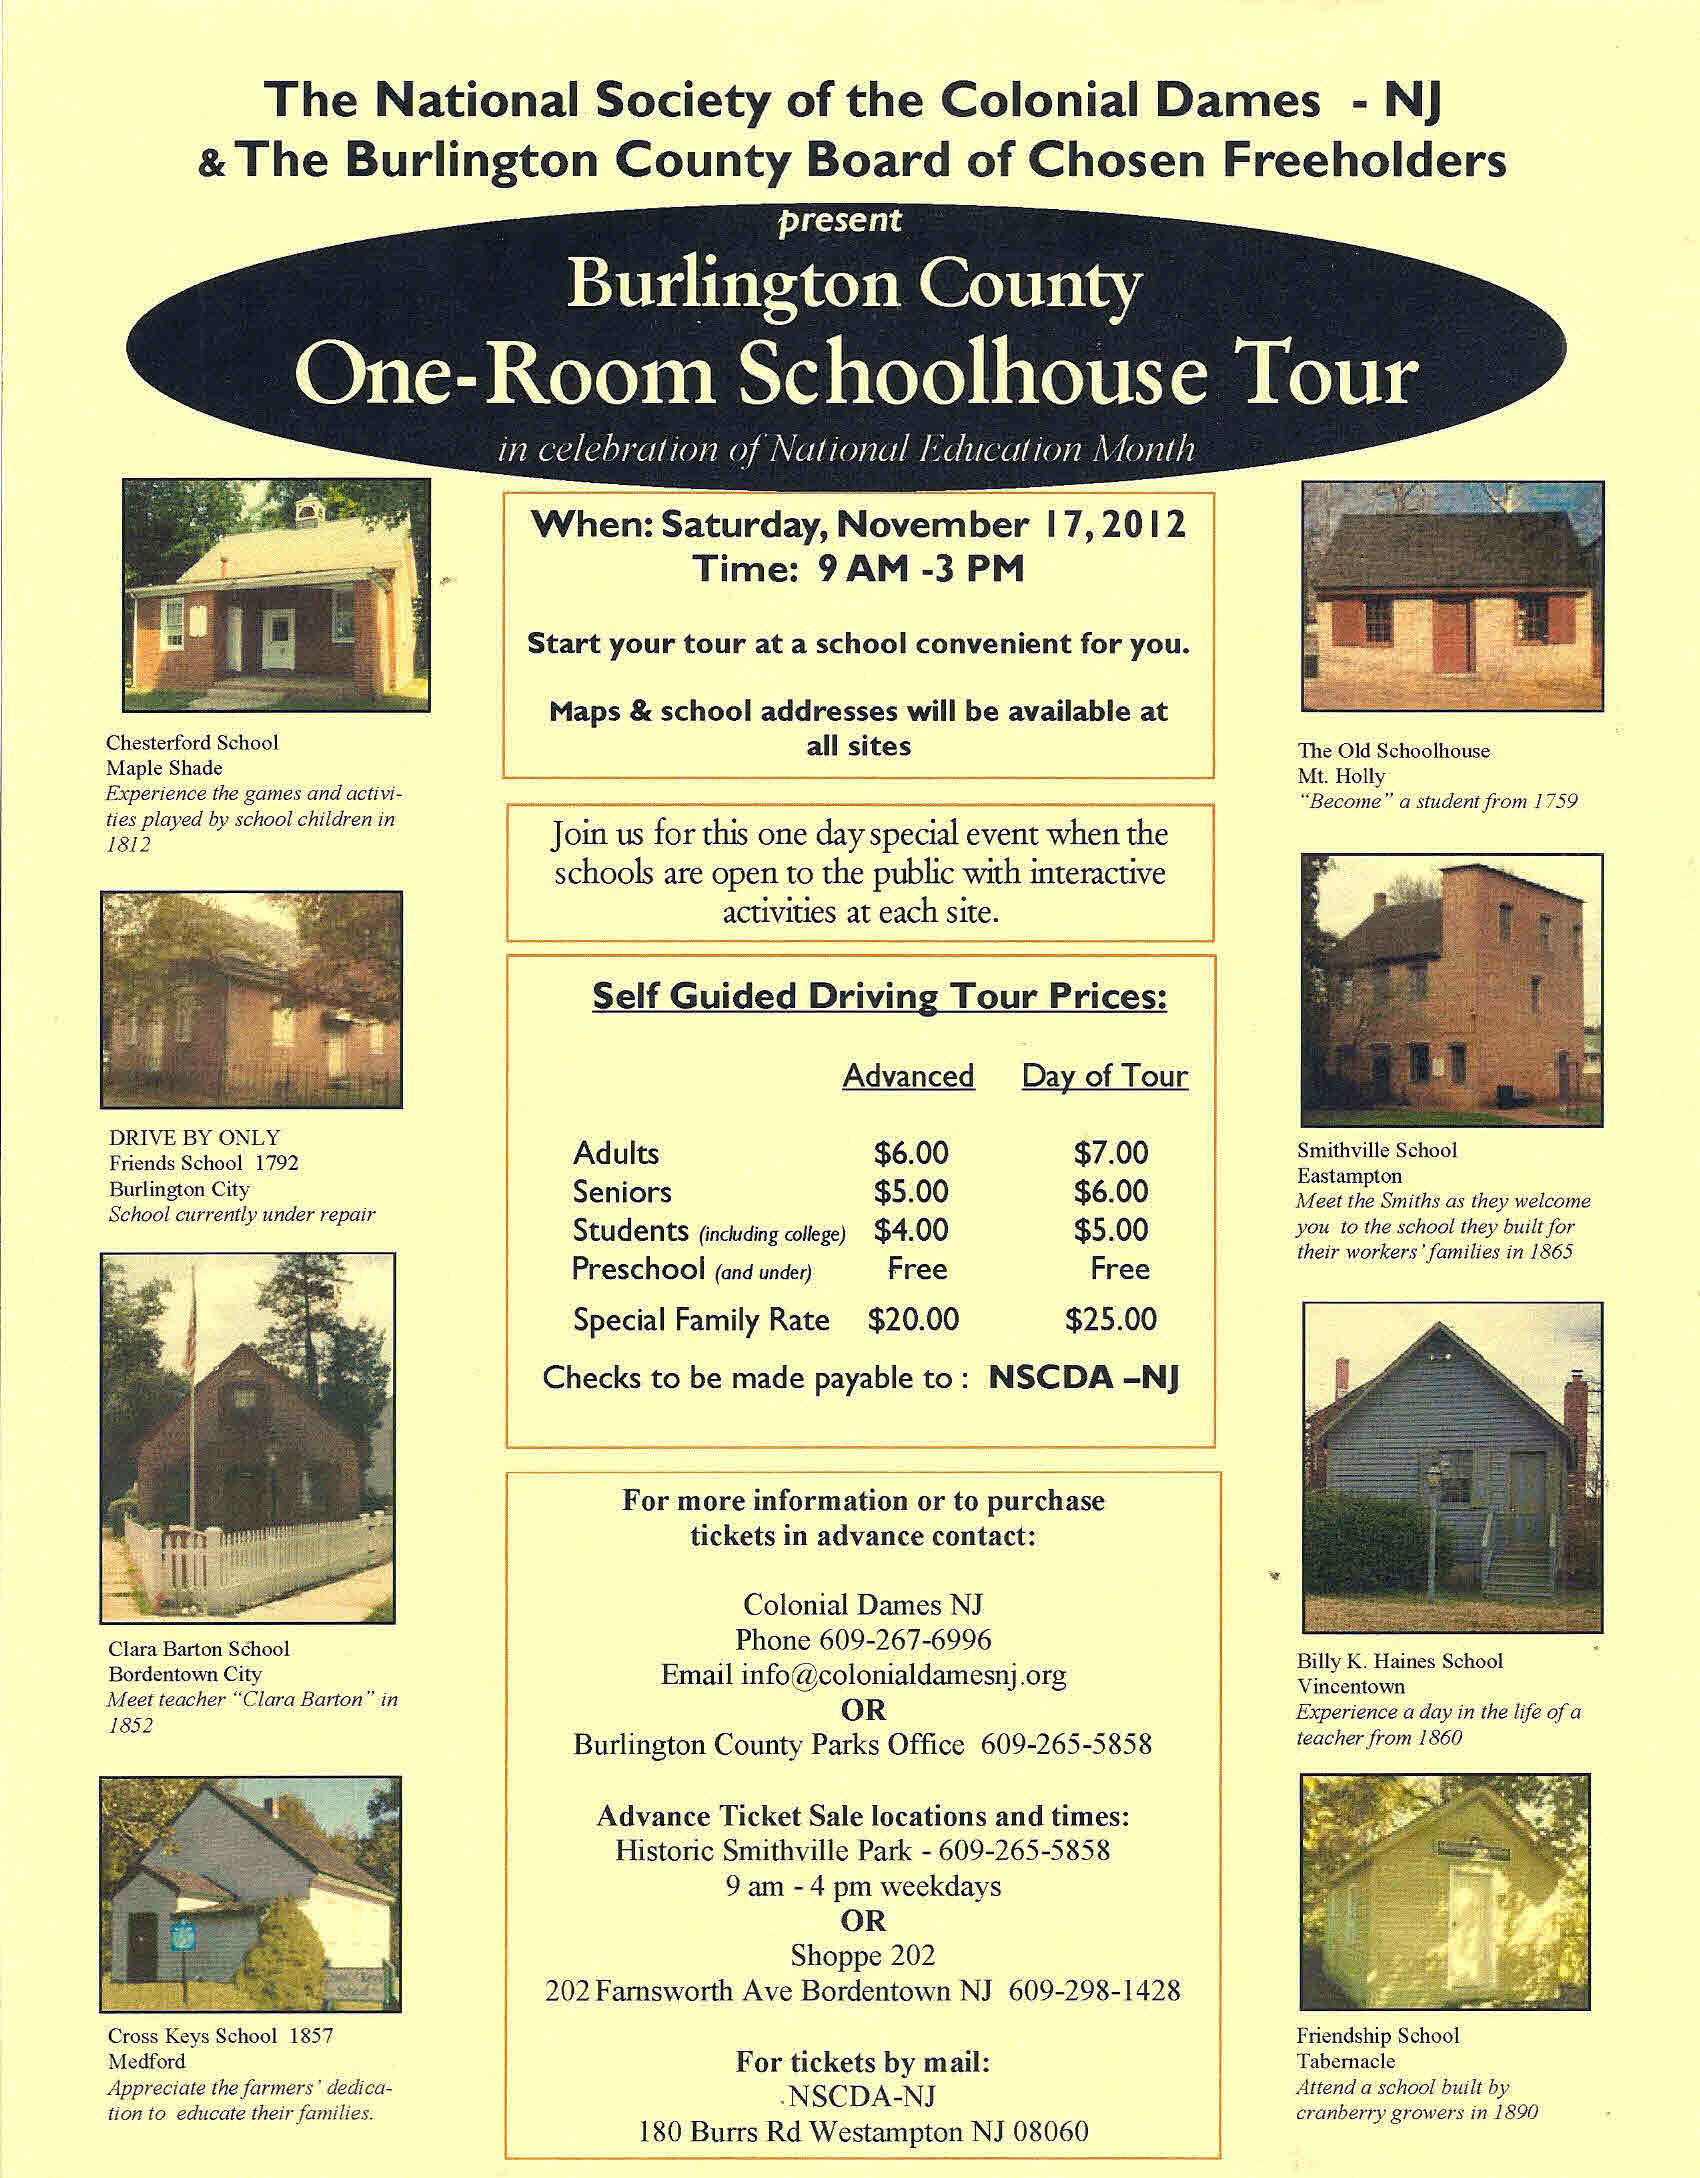 The National Society of the Colonial Dames - NJ
& The Burlington County Board of Chosen Freeholders
present
Burlington County
One-Room Schoolhouse Tour
in celebration of National Education Month
When: Saturday, November 17, 2012
Time: 9 AM -3 PM
Start your tour at a school convenient for you.
Maps & school addresses will be available at
all sites
Join us for this one day special event when the
schools are open to the public with interactive
activities at each site.
Self Guided Driving Tour Prices:
Advanced Day of Tour
Adults $6.00 $7.00
Seniors $5.00 $6.00
Students (including college) $4.00 $5.00
Preschool (and under) Free Free
Special Family Rate $20.00 $25.00
Checks to be made payable to : NSCDA –NJ
For more information or to purchase
tickets in advance contact:
Colonial Dames NJ
Phone 609-267-6996
Email info@colonialdamesnj.org
OR
Burlington County Parks Office 609-265-5858
Advance Ticket Sale locations and times:
Historic Smithville Park - 609-265-5858
9 am - 4 pm weekdays
OR
Shoppe 202
202 Farnsworth Ave Bordentown NJ 609-298-1428
For tickets by mail:
NSCDA-NJ
180 Burrs Rd Westampton NJ 08060
Chesterford School
Maple Shade
Experience the games and activi-
ties played by school children in
1812
DRIVE BY ONLY
Friends School 1792
Burlington City
School currently under repair
Clara Barton School
Bordentown City
Meet teacher "Clara Barton" in
1852
Cross Keys School 1857
Medford
Appreciate the farmers' dedica-
tion to educate their families.
The Old Schoolhouse
Mt. Holly
"Become" a student from 1759
Smithville School
Eastampton
Meet the Smiths as they welcome
you to the school they built for
their workers' families in 1865
Billy K. Haines School
Vincentown
Experience a day in the life of a
teacher from 1860
Friendship School
Tabernacle
Attend a school built by
cranberry growers in 1890